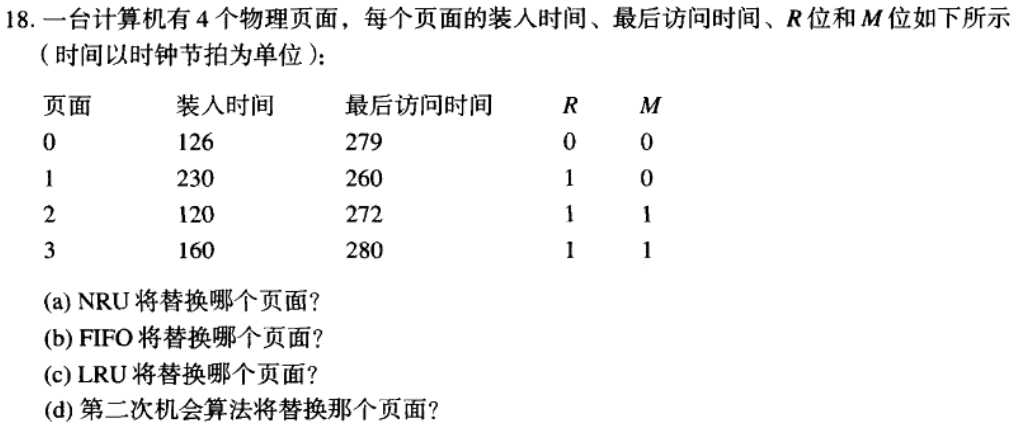 18. 一台计算机有 4 个物理页面，每个页面的装入时间、最后访问时间、R 位和 M 位如下所示
（时间以时钟节拍为单位）：
页面 装入时间 最后访问时间 R M
0 126 279 0 0
1 230 260 1 0
2 120 272 1 1
3 160 280 1 1
(a) NRU 将替换哪个页面？
(b) FIFO 将替换哪个页面？
(c) LRU 将替换哪个页面？
(d) 第二次机会算法将替换那个页面？